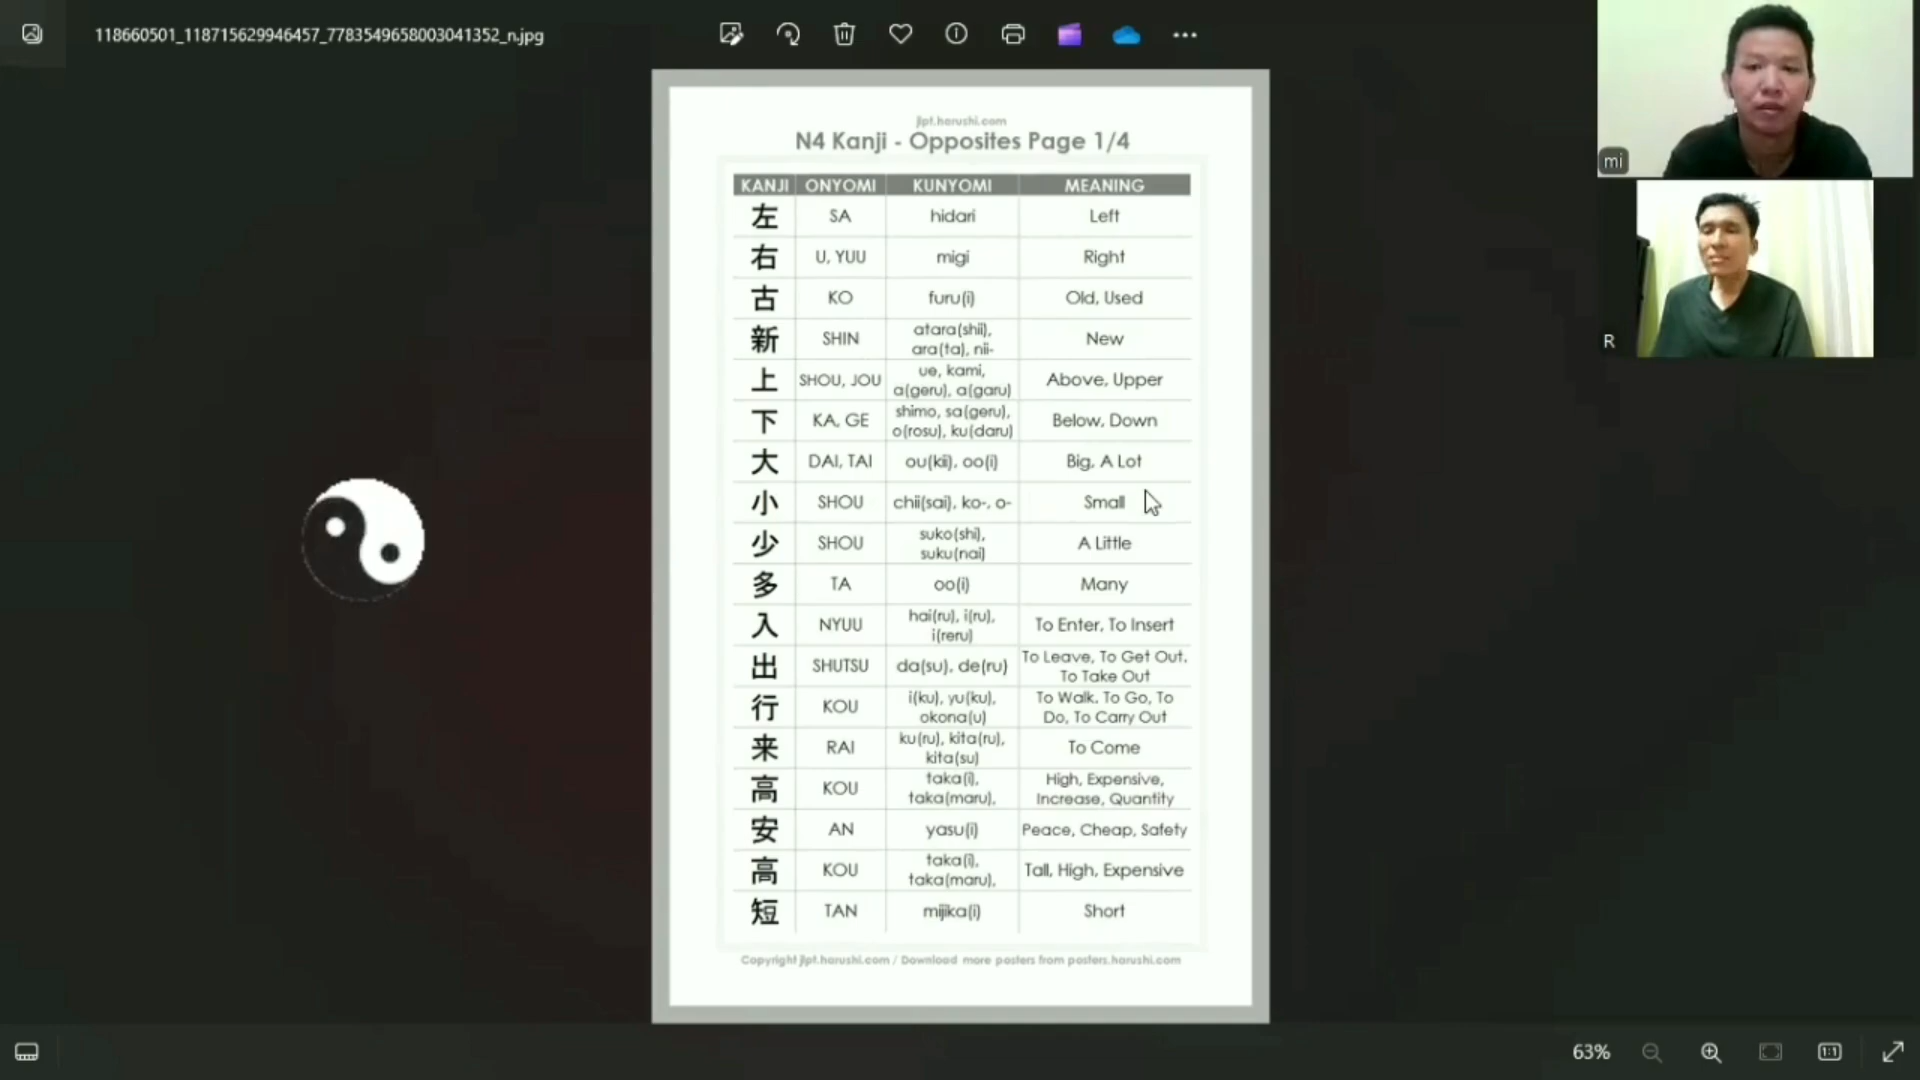 118660501_118715629946457_7783549658003041352_n.jpg
mi
R
jlpt.harushi.com
N4 Kanji - Opposites Page 1/4
KANJI ONYOMI KUNYOMI MEANING
左 SA hidari Left
右 U, YUU migi Right
古 KO furu(i) Old, Used
新 SHIN atara(shii), ara(ta), nii- New
上 SHOU, JOU ue, kami, a(geru), a(garu) Above, Upper
下 KA, GE shimo, sa(geru), o(rosu), ku(daru) Below, Down
大 DAI, TAI ou(kii), oo(i) Big, A Lot
小 SHOU chii(sai), ko-, o- Small
少 SHOU suko(shi), suku(nai) A Little
多 TA oo(i) Many
入 NYUU hai(ru), i(ru), i(reru) To Enter, To Insert
出 SHUTSU da(su), de(ru) To Leave, To Get Out, To Take Out
行 KOU i(ku), yu(ku), okona(u) To Walk, To Go, To Do, To Carry Out
来 RAI ku(ru), kita(ru), kita(su) To Come
高 KOU taka(i), taka(maru), High, Expensive, Increase, Quantity
安 AN yasu(i) Peace, Cheap, Safety
高 KOU taka(i), taka(maru), Tall, High, Expensive
短 TAN mijika(i) Short
Copyright jlpt.harushi.com / Download more posters from posters.harushi.com
63%
1:1